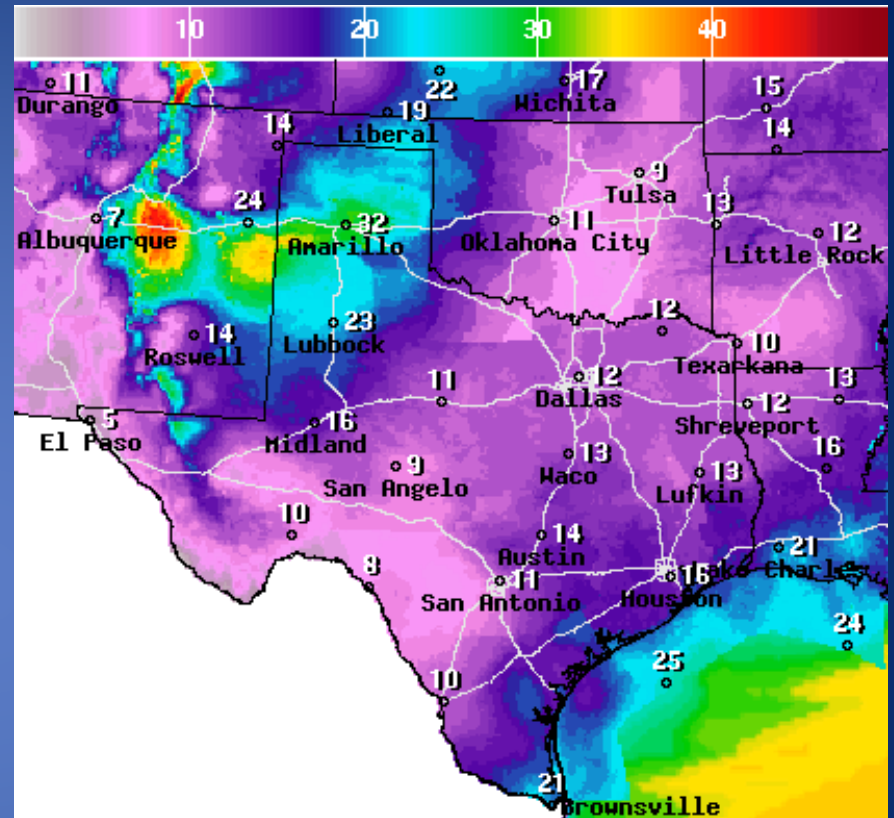 10 20 30 40
11
Durango
22
17
Wichita
15
19
Liberal
14
14
9
Tulsa
24
7
Albuquerque
32
Amarillo
11
Oklahoma City
13
12
Little Rock
14
Roswell
23
Lubbock
12
10
Texarkana
12
Dallas
11
13
12
Shreveport
5
El Paso
16
Midland
9
San Angelo
13
Waco
13
Lufkin
16
10
14
Austin
21
Lake Charles
8
11
San Antonio
16
Houston
24
25
10
21
Brownsville